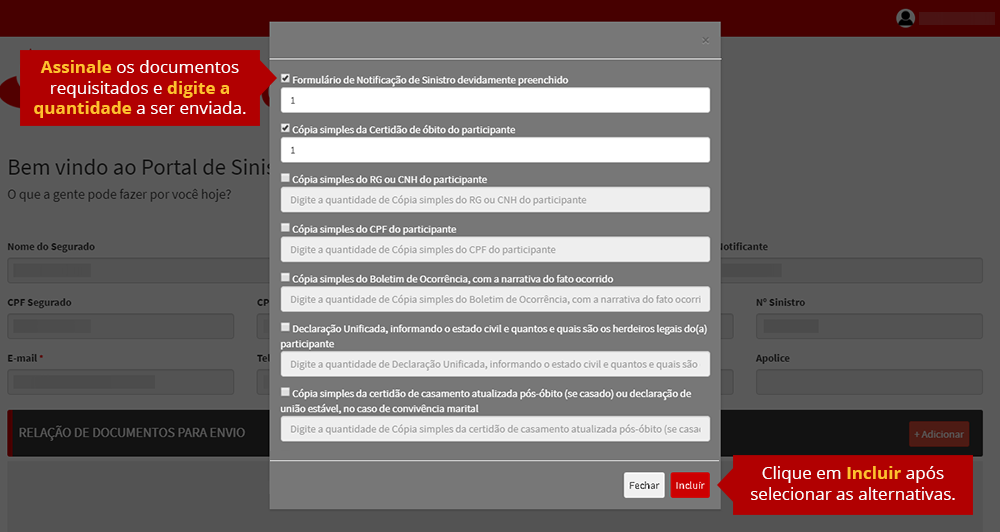 ×
Assinale os documentos
requisitados e digite a
quantidade a ser enviada.
Formulário de Notificação de Sinistro devidamente preenchido
1
Cópia simples da Certidão de óbito do participante
1
Bem vindo ao Portal de Sini
O que a gente pode fazer por você hoje?
Cópia simples do RG ou CNH do participante
Digite a quantidade de Cópia simples do RG ou CNH do participante
Cópia simples do CPF do participante
Digite a quantidade de Cópia simples do CPF do participante
Nome do Segurado
Notificante
Cópia simples do Boletim de Ocorrência, com a narrativa do fato ocorrido
Digite a quantidade de Cópia simples do Boletim de Ocorrência, com a narrativa do fato ocorri
CPF Segurado
CP
Nº Sinistro
Declaração Unificada, informando o estado civil e quantos e quais são os herdeiros legais do(a)
participante
Digite a quantidade de Declaração Unificada, informando o estado civil e quantos e quais são
E-mail *
Tel
Apolice
Cópia simples da certidão de casamento atualizada pós-óbito (se casado) ou declaração de
união estável, no caso de convivência marital
Digite a quantidade de Cópia simples da certidão de casamento atualizada pós-óbito (se casad
RELAÇÃO DE DOCUMENTOS PARA ENVIO
+ Adicionar
Fechar
Incluir
Clique em Incluir após
selecionar as alternativas.